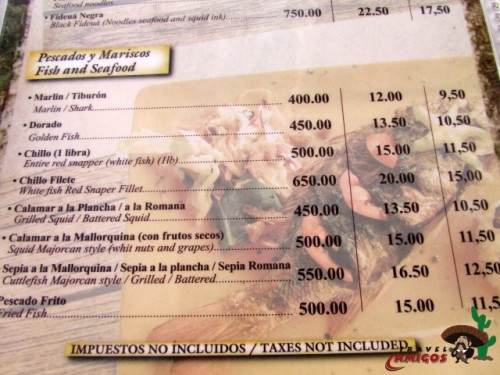 Seafood noodles
• Fideuá Negra 750.00 22.50 17,50
Black Fideuá (Noodles seafood and squid ink)
Pescados y Mariscos
Fish and Seafood
• Marlin / Tiburón 400.00 12.00 9,50
Marlin / Shark
• Dorado 450.00 13.50 10,50
Golden Fish
• Chillo (1 libra) 500.00 15.00 11,50
Entire red snapper (white fish) (1lb)
• Chillo Filete 650.00 20.00 15,00
White fish Red Snaper Fillet
• Calamar a la Plancha / a la Romana 450.00 13.50 10,50
Grilled Squid / Battered Squid
• Calamar a la Mallorquina (con frutos secos) 500.00 15.00 11,50
Squid Majorcan style (whit nuts and grapes)
Sepia a la Mallorquina / Sepia a la plancha / Sepia Romana 550.00 16.50 12,50
Cuttlefish Majorcan style / Grilled / Battered
Pescado Frito 500.00 15.00 11,5
Fried Fish
IMPUESTOS NO INCLUIDOS / TAXES NOT INCLUDED
TRAVEL
AMIGOS